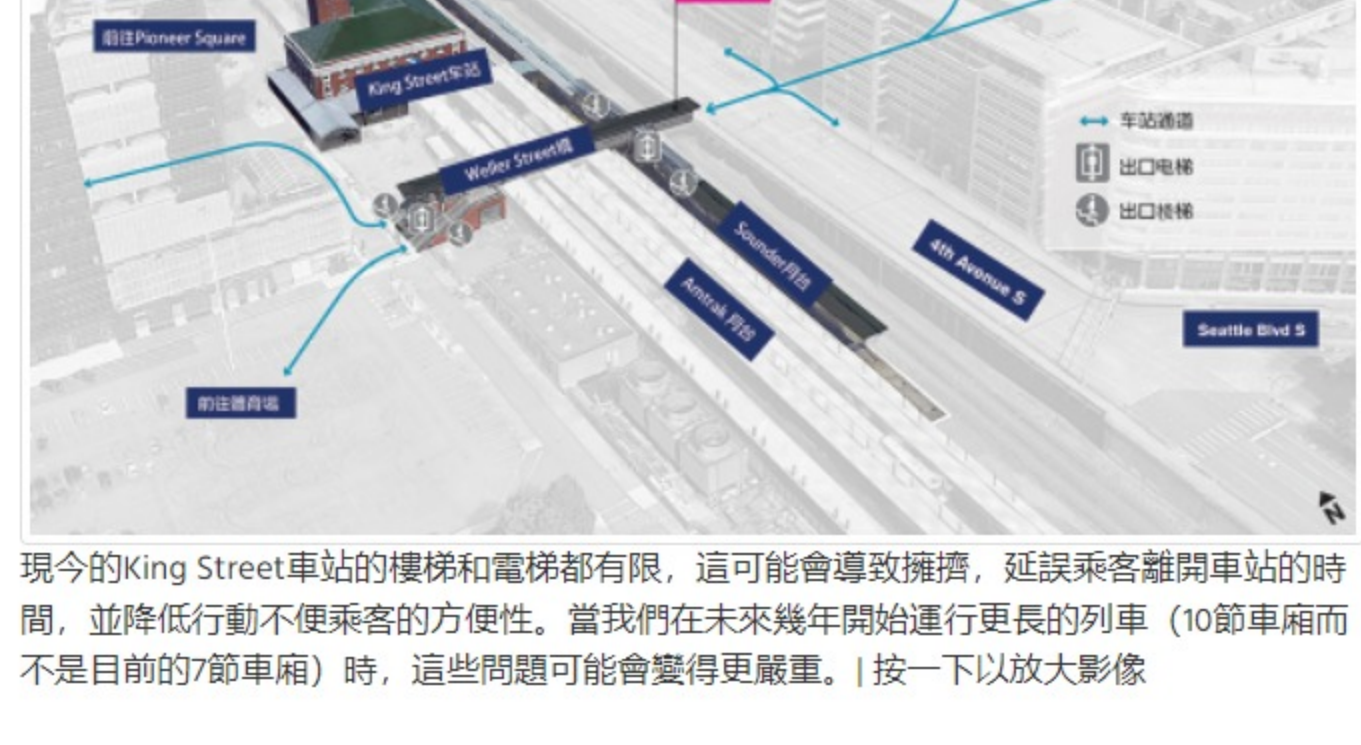 前往Pioneer Square
King Street车站
Weller Street橋
车站通道
出口电梯
出口楼梯
Sounder月台
4th Avenue S
Amtrak 月台
Seattle Blvd S
前往體育場
N
現今的King Street車站的樓梯和電梯都有限，這可能會導致擁擠，延誤乘客離開車站的時
間，並降低行動不便乘客的方便性。當我們在未來幾年開始運行更長的列車（10節車廂而
不是目前的7節車廂）時，這些問題可能會變得更嚴重。| 按一下以放大影像